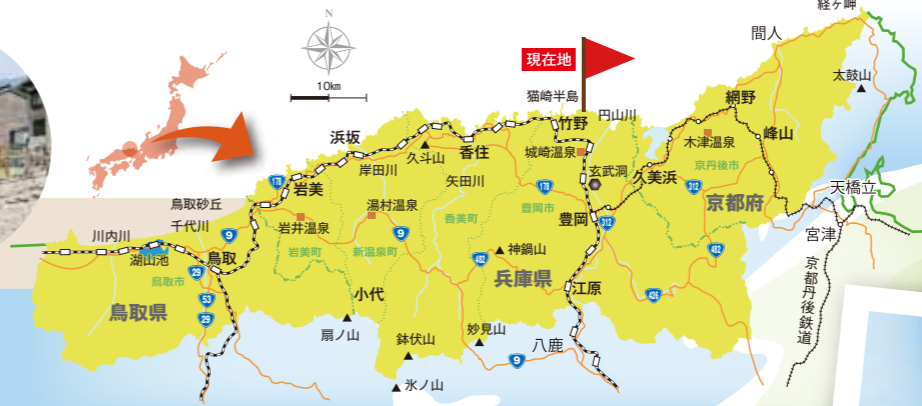 経ヶ岬
間人
N
10km
現在地
太鼓山
猫崎半島
円山川
網野
浜坂
竹野
木津温泉
峰山
久斗山
香住
城崎温泉
岸田川
矢田川
玄武洞
久美浜
京丹後市
178
岩美
178
312
天橋立
鳥取砂丘
湯村温泉
香美町
豊岡市
豊岡
京都府
千代川
岩井温泉
312
宮津
川内川
9
9
湖山池
鳥取
岩美町
新温泉町
神鍋山
482
482
鳥取市
29
兵庫県
江原
426
京都丹後鉄道
53
小代
鳥取県
29
扇ノ山
鉢伏山
妙見山
八鹿
9
氷ノ山